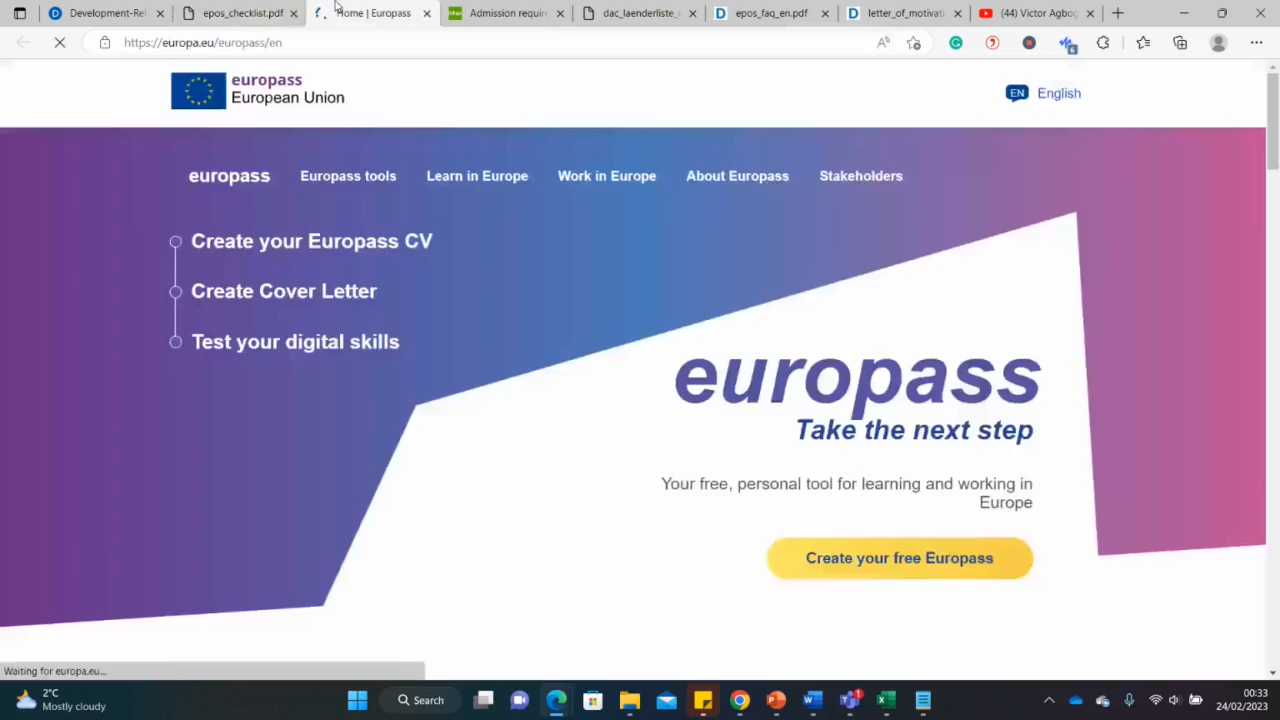 Development-Rel
epos_checklist.pdf
Home | Europass
Admission requir
dac_laenderliste_
epos_faq_en.pdf
letter_of_motivat
(44) Victor Agbog
https://europa.eu/europass/en
6
europass
European Union
EN English
europass Europass tools Learn in Europe Work in Europe About Europass Stakeholders
Create your Europass CV
Create Cover Letter
Test your digital skills
europass
Take the next step
Your free, personal tool for learning and working in
Europe
Create your free Europass
Waiting for europa.eu...
2°C
Mostly cloudy
Search
1
00:33
24/02/2023